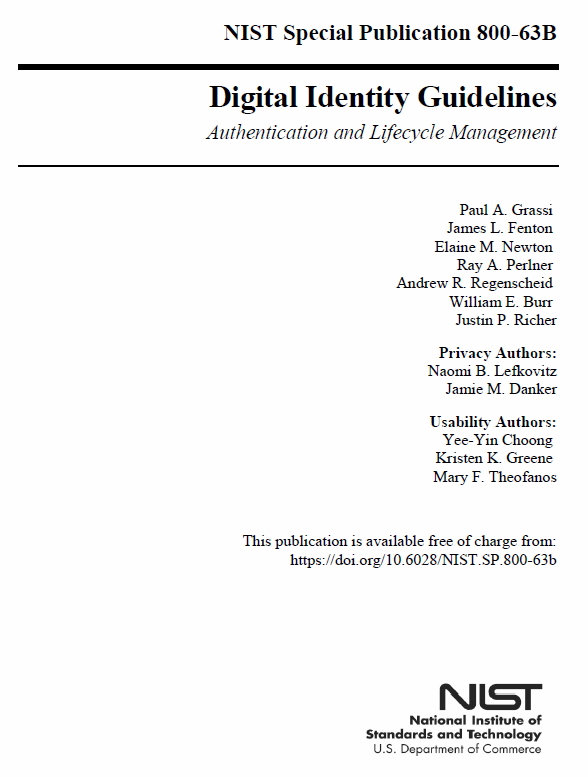 NIST Special Publication 800-63B
Digital Identity Guidelines
Authentication and Lifecycle Management
Paul A. Grassi
James L. Fenton
Elaine M. Newton
Ray A. Perlner
Andrew R. Regenscheid
William E. Burr
Justin P. Richer
Privacy Authors:
Naomi B. Lefkovitz
Jamie M. Danker
Usability Authors:
Yee-Yin Choong
Kristen K. Greene
Mary F. Theofanos
This publication is available free of charge from:
https://doi.org/10.6028/NIST.SP.800-63b
NIST
National Institute of
Standards and Technology
U.S. Department of Commerce